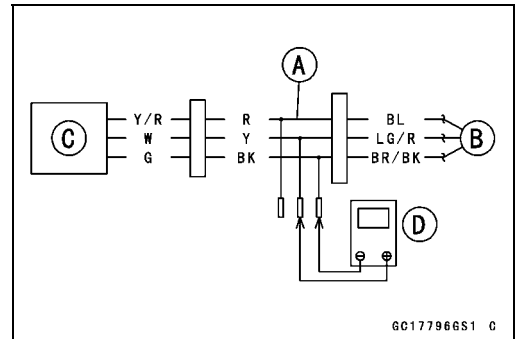 A
Y/R R BL
C W Y LG/R B
G BK BR/BK
D
⊖ ⊕
GC17796GS1 C